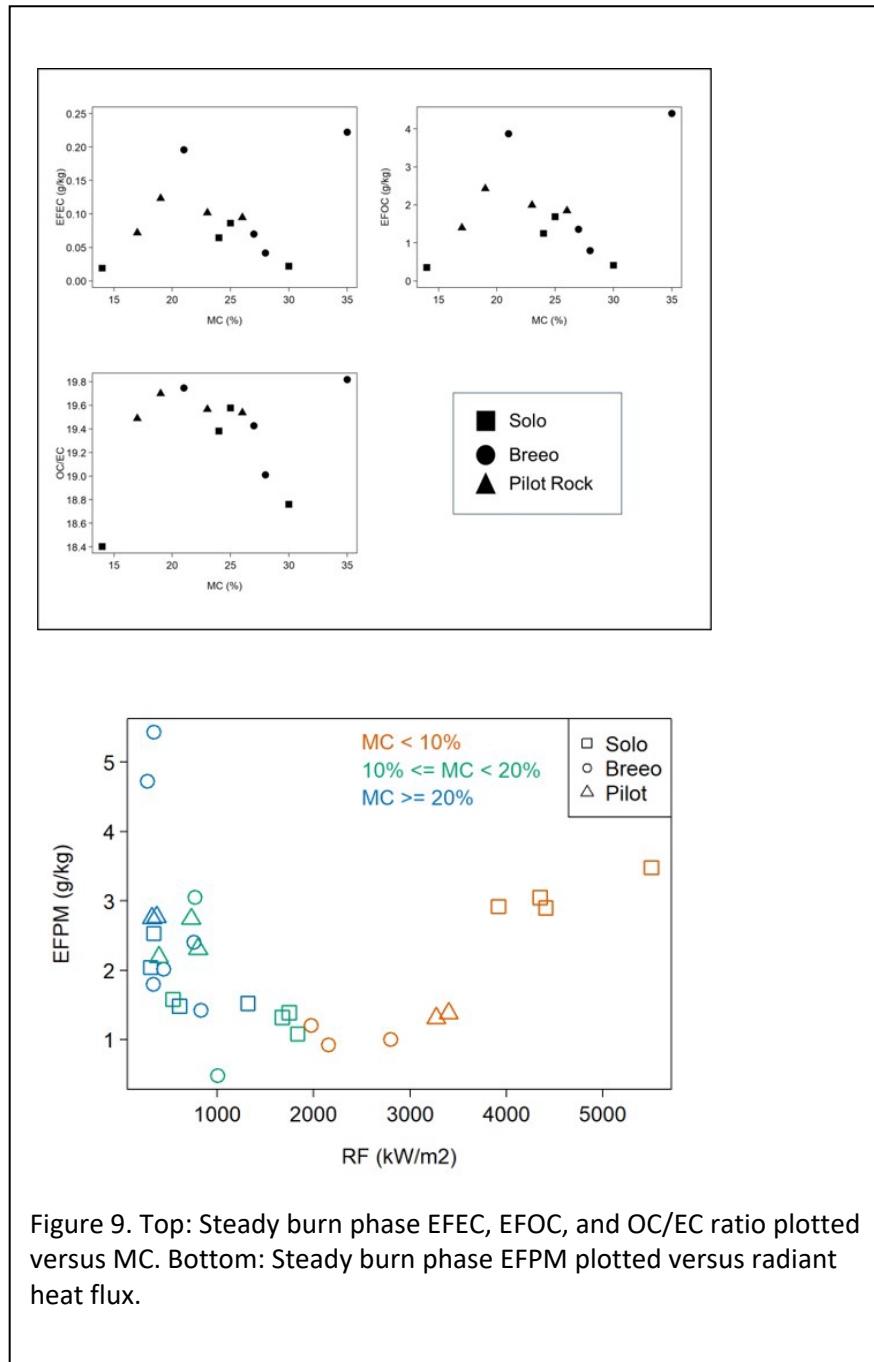 0.25
0.20
0.15
0.10
0.05
0.00
EFEC (g/kg)
15 20 25 30 35
MC (%)
4
3
2
1
0
EFOC (g/kg)
15 20 25 30 35
MC (%)
19.8
19.6
19.4
19.2
19.0
18.8
18.6
18.4
OC/EC
15 20 25 30 35
MC (%)
Solo
Breeo
Pilot Rock
5
4
3
2
1
EFPM (g/kg)
MC < 10%
10% <= MC < 20%
MC >= 20%
Solo
Breeo
Pilot
1000 2000 3000 4000 5000
RF (kW/m2)
Figure 9. Top: Steady burn phase EFEC, EFOC, and OC/EC ratio plotted
versus MC. Bottom: Steady burn phase EFPM plotted versus radiant
heat flux.